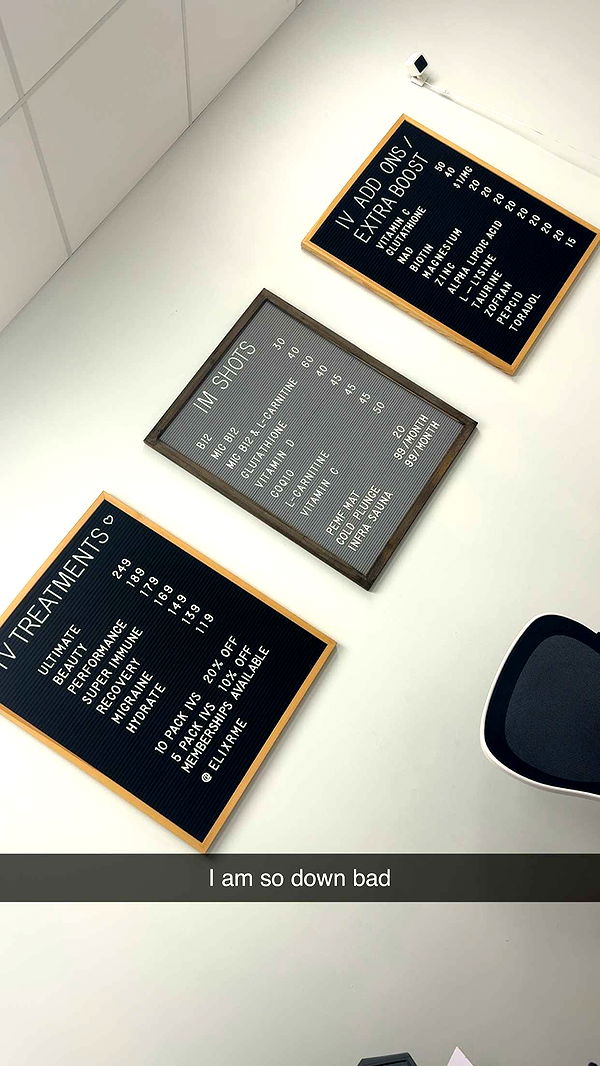 IV TREATMENTS ♡
ULTIMATE 249
BEAUTY 189
PERFORMANCE 179
SUPER IMMUNE 169
RECOVERY 149
MIGRAINE 139
HYDRATE 119
10 PACK IVS 20% OFF
5 PACK IVS 10% OFF
MEMBERSHIPS AVAILABLE
@ELIXRME
IM SHOTS
B12 30
MIC B12 40
MIC B12 & L-CARNITINE 60
GLUTATHIONE 40
VITAMIN D 45
COQ10 45
L-CARNITINE 45
VITAMIN C 50
PEMF MAT 20
COLD PLUNGE 99/MONTH
INFRA SAUNA 99/MONTH
IV ADD ONS /
EXTRA BOOST
VITAMIN C 50
GLUTATHIONE 40
NAD $1/MG
BIOTIN 20
MAGNESIUM 20
ZINC 20
ALPHA LIPOIC ACID 20
L-LYSINE 20
TAURINE 20
ZOFRAN 20
PEPCID 20
TORADOL 15
I am so down bad